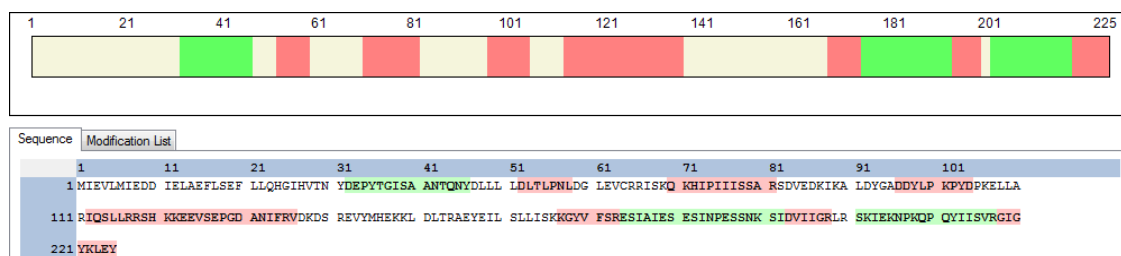 1 21 41 61 81 101 121 141 161 181 201 225
Sequence Modification List
1 11 21 31 41 51 61 71 81 91 101
1 MIEVLMIEDD IELAEFLSEF LLQHGIHVTN YDEPYTGISA ANTQNYDLLL LDLTLPNLDG LEVCRRISKQ KHIPIIISSA RSDVEDKIKA LDYGADDYLP KPYDPKELLA
111 RIQSLLRRSH KKEEVSEPGD ANIFRVDKDS REVYMHEKKL DLTRAEYEIL SLLISKKGYV FSRESIAIES ESINPESSNK SIDVIIGRLR SKIEKNPKQP QYIISVRGIG
221 YKLEY